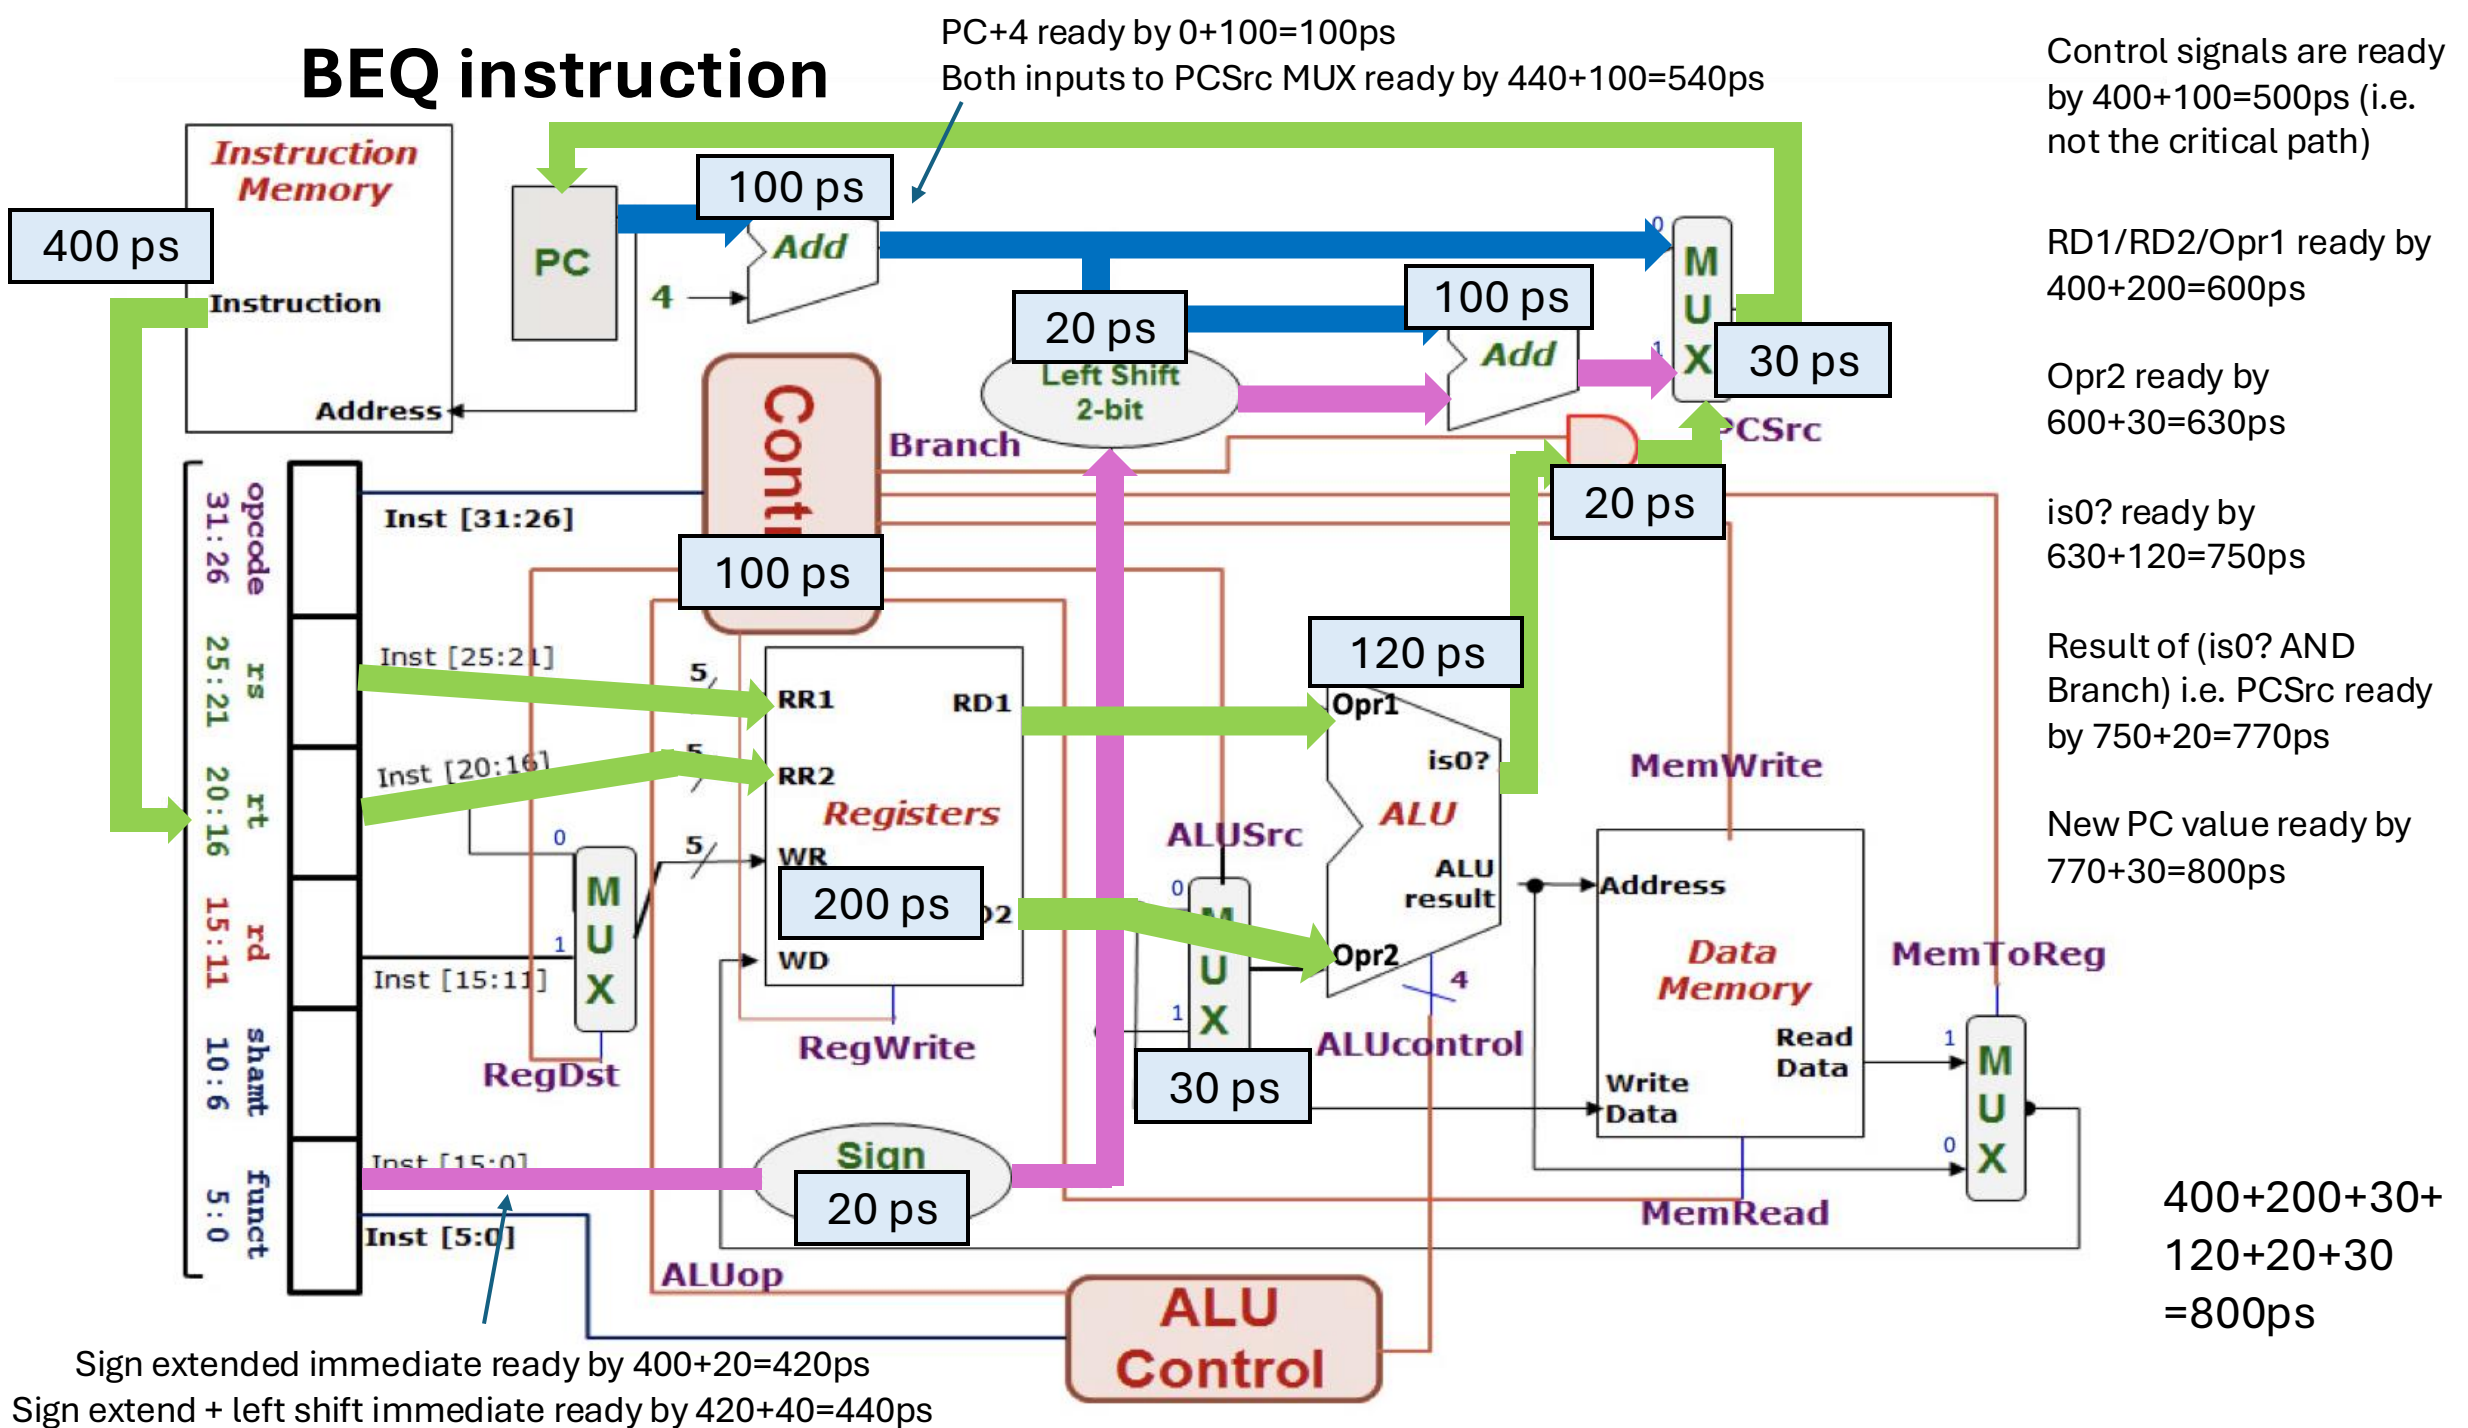 BEQ instruction
PC+4 ready by 0+100=100ps
Both inputs to PCSrc MUX ready by 440+100=540ps
Control signals are ready
by 400+100=500ps (i.e.
not the critical path)
RD1/RD2/Opr1 ready by
400+200=600ps
Opr2 ready by
600+30=630ps
is0? ready by
630+120=750ps
Result of (is0? AND
Branch) i.e. PCSrc ready
by 750+20=770ps
New PC value ready by
770+30=800ps
400+200+30+
120+20+30
=800ps
Instruction
Memory
400 ps
Instruction
Address
PC
100 ps
Add
4
20 ps
Left Shift
2-bit
100 ps
Add
0
MUX
1
30 ps
PCSrc
Branch
20 ps
100 ps
opcode
31:26
rs
25:21
rt
20:16
rd
15:11
shamt
10:6
funct
5:0
Inst [31:26]
Inst [25:21]
Inst [20:16]
Inst [15:11]
Inst [15:0]
Inst [5:0]
5
5
5
0
MUX
1
RegDst
RR1
RR2
WR
WD
RD1
Registers
200 ps
RegWrite
Sign
20 ps
ALUSrc
0
MUX
1
30 ps
120 ps
Opr1
is0?
ALU
ALU
result
Opr2
4
ALUcontrol
MemWrite
Address
Data
Memory
Read
Data
Write
Data
MemRead
MemToReg
1
MUX
0
ALUop
ALU
Control
Sign extended immediate ready by 400+20=420ps
Sign extend + left shift immediate ready by 420+40=440ps